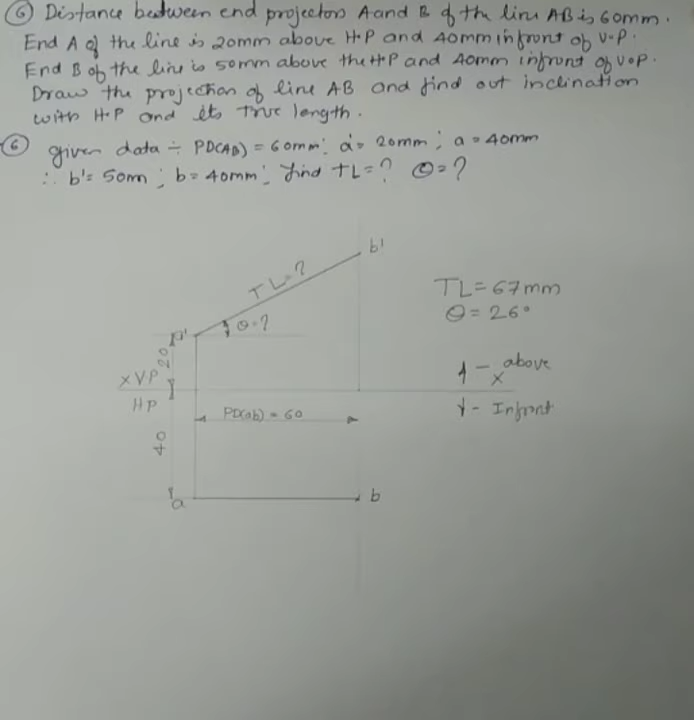 ⑥ Distance between end projectors A and B of the line AB is 60mm.
End A of the line is 20mm above H.P and 40mm infront of V.P.
End B of the line is 50mm above the H.P and 40mm infront of V.P.
Draw the projection of line AB and find out inclination
with H.P and its true length.
⑥ given data ÷ PD(AB) = 60mm; a' = 20mm; a = 40mm
∴ b' = 50m; b = 40mm; find TL = ? θ = ?
b'
TL = ?
TL = 67mm
θ = 26°
a'
θ = ?
20
above
x
X VP
HP
Infront
PD(ab) = 60
40
a
b